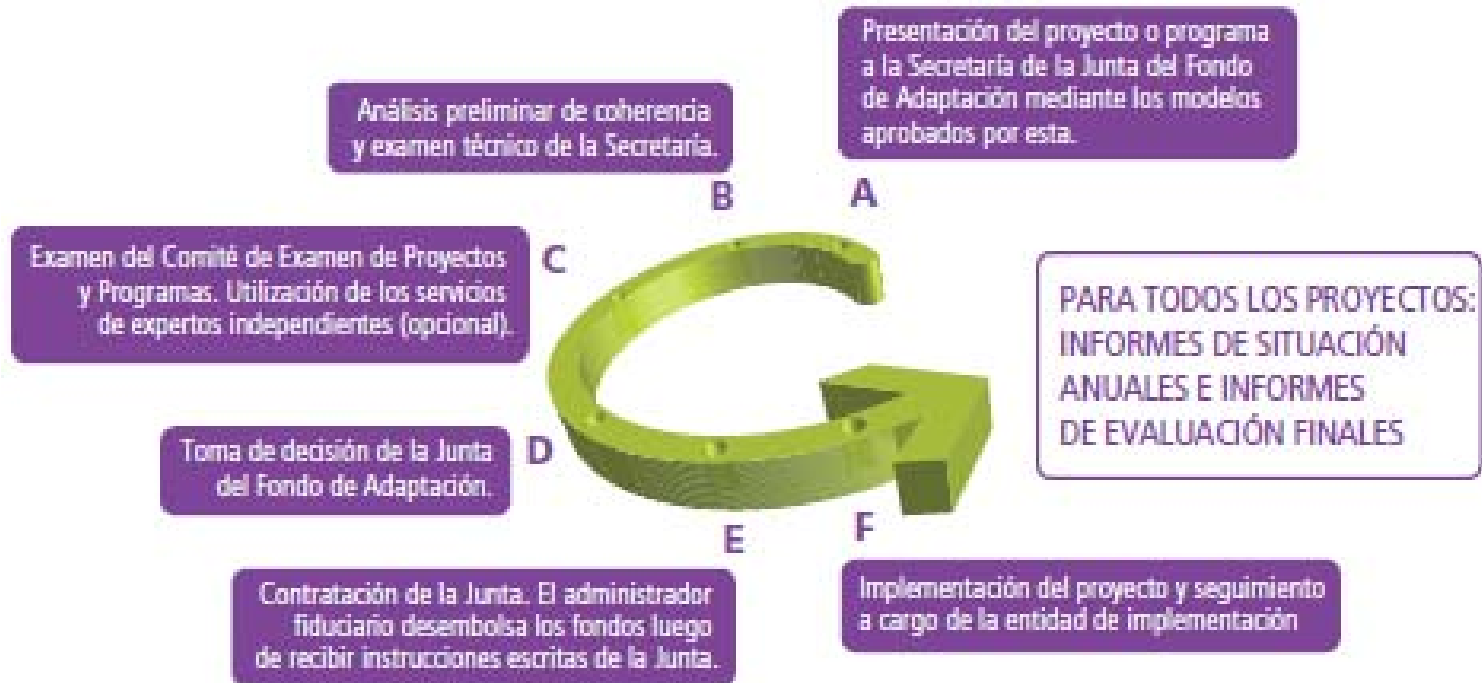 Presentación del proyecto o programa
a la Secretaría de la Junta del Fondo
de Adaptación mediante los modelos
aprobados por esta.
A
Análisis preliminar de coherencia
y examen técnico de la Secretaría.
B
Examen del Comité de Examen de Proyectos
y Programas. Utilización de los servicios
de expertos independientes (opcional).
C
Toma de decisión de la Junta
del Fondo de Adaptación.
D
Contratación de la Junta. El administrador
fiduciario desembolsa los fondos luego
de recibir instrucciones escritas de la Junta.
E
Implementación del proyecto y seguimiento
a cargo de la entidad de implementación
F
PARA TODOS LOS PROYECTOS:
INFORMES DE SITUACIÓN
ANUALES E INFORMES
DE EVALUACIÓN FINALES